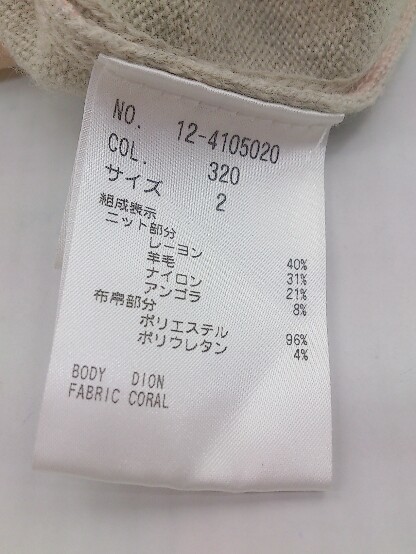 NO. 12-4105020
COL. 320
サイズ 2
組成表示
ニット部分
レーヨン 40%
羊毛 31%
ナイロン 21%
アンゴラ 8%
布帛部分
ポリエステル 96%
ポリウレタン 4%
BODY DION
FABRIC CORAL